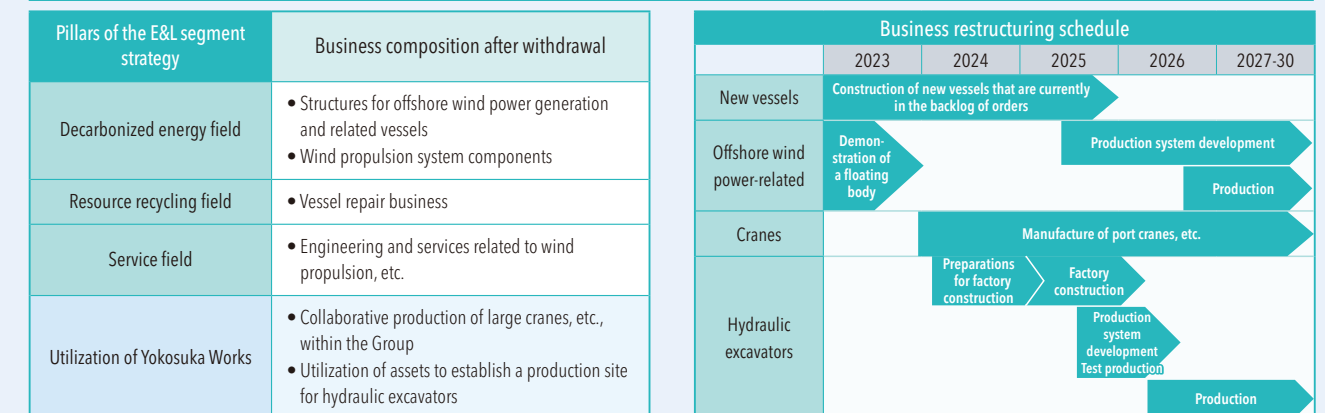 Pillars of the E&L segment
strategy
Business composition after withdrawal
Decarbonized energy field
• Structures for offshore wind power generation
and related vessels
• Wind propulsion system components
Resource recycling field
• Vessel repair business
Service field
• Engineering and services related to wind
propulsion, etc.
Utilization of Yokosuka Works
• Collaborative production of large cranes, etc.,
within the Group
• Utilization of assets to establish a production site
for hydraulic excavators
Business restructuring schedule
2023 2024 2025 2026 2027-30
New vessels
Construction of new vessels that are currently
in the backlog of orders
Offshore wind
power-related
Demon-
stration of
a floating
body
Production system development
Production
Cranes
Manufacture of port cranes, etc.
Hydraulic
excavators
Preparations
for factory
construction
Factory
construction
Production
system
development
Test production
Production